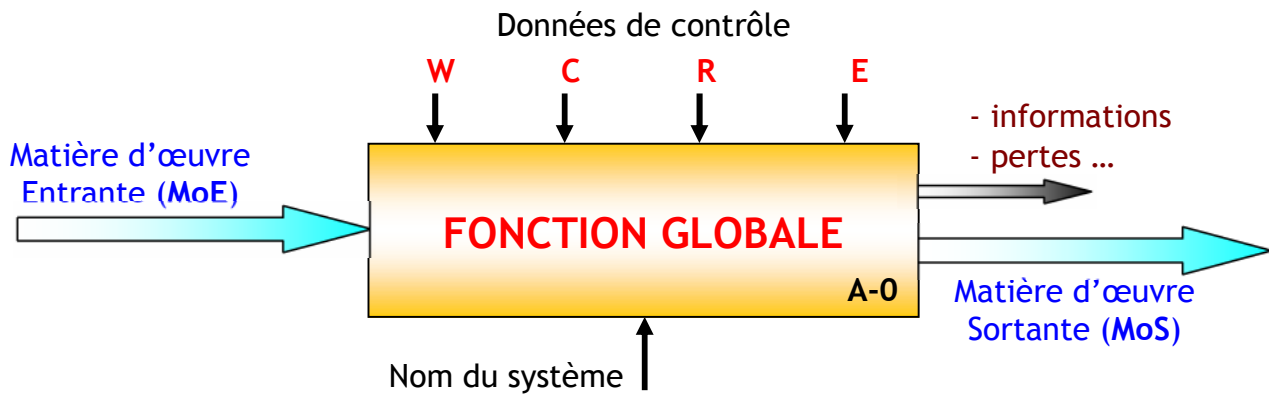 Données de contrôle
W C R E
- informations
- pertes …
Matière d’œuvre
Entrante (MoE)
FONCTION GLOBALE
A-0
Matière d’œuvre
Sortante (MoS)
Nom du système